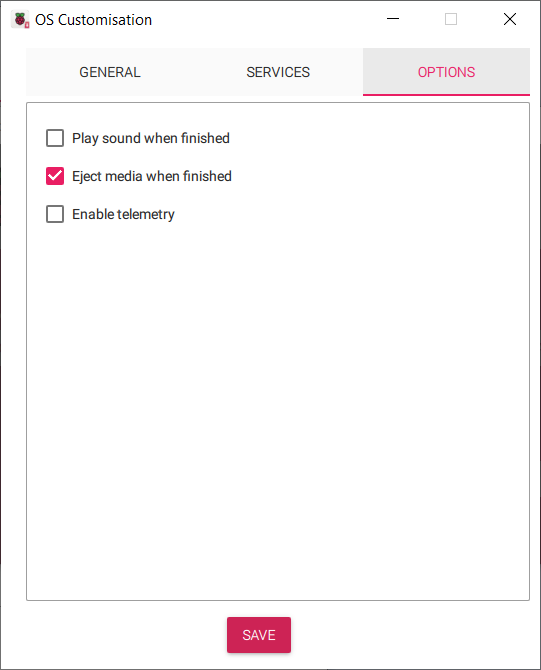 OS Customisation
GENERAL
SERVICES
OPTIONS
Play sound when finished
Eject media when finished
Enable telemetry
SAVE